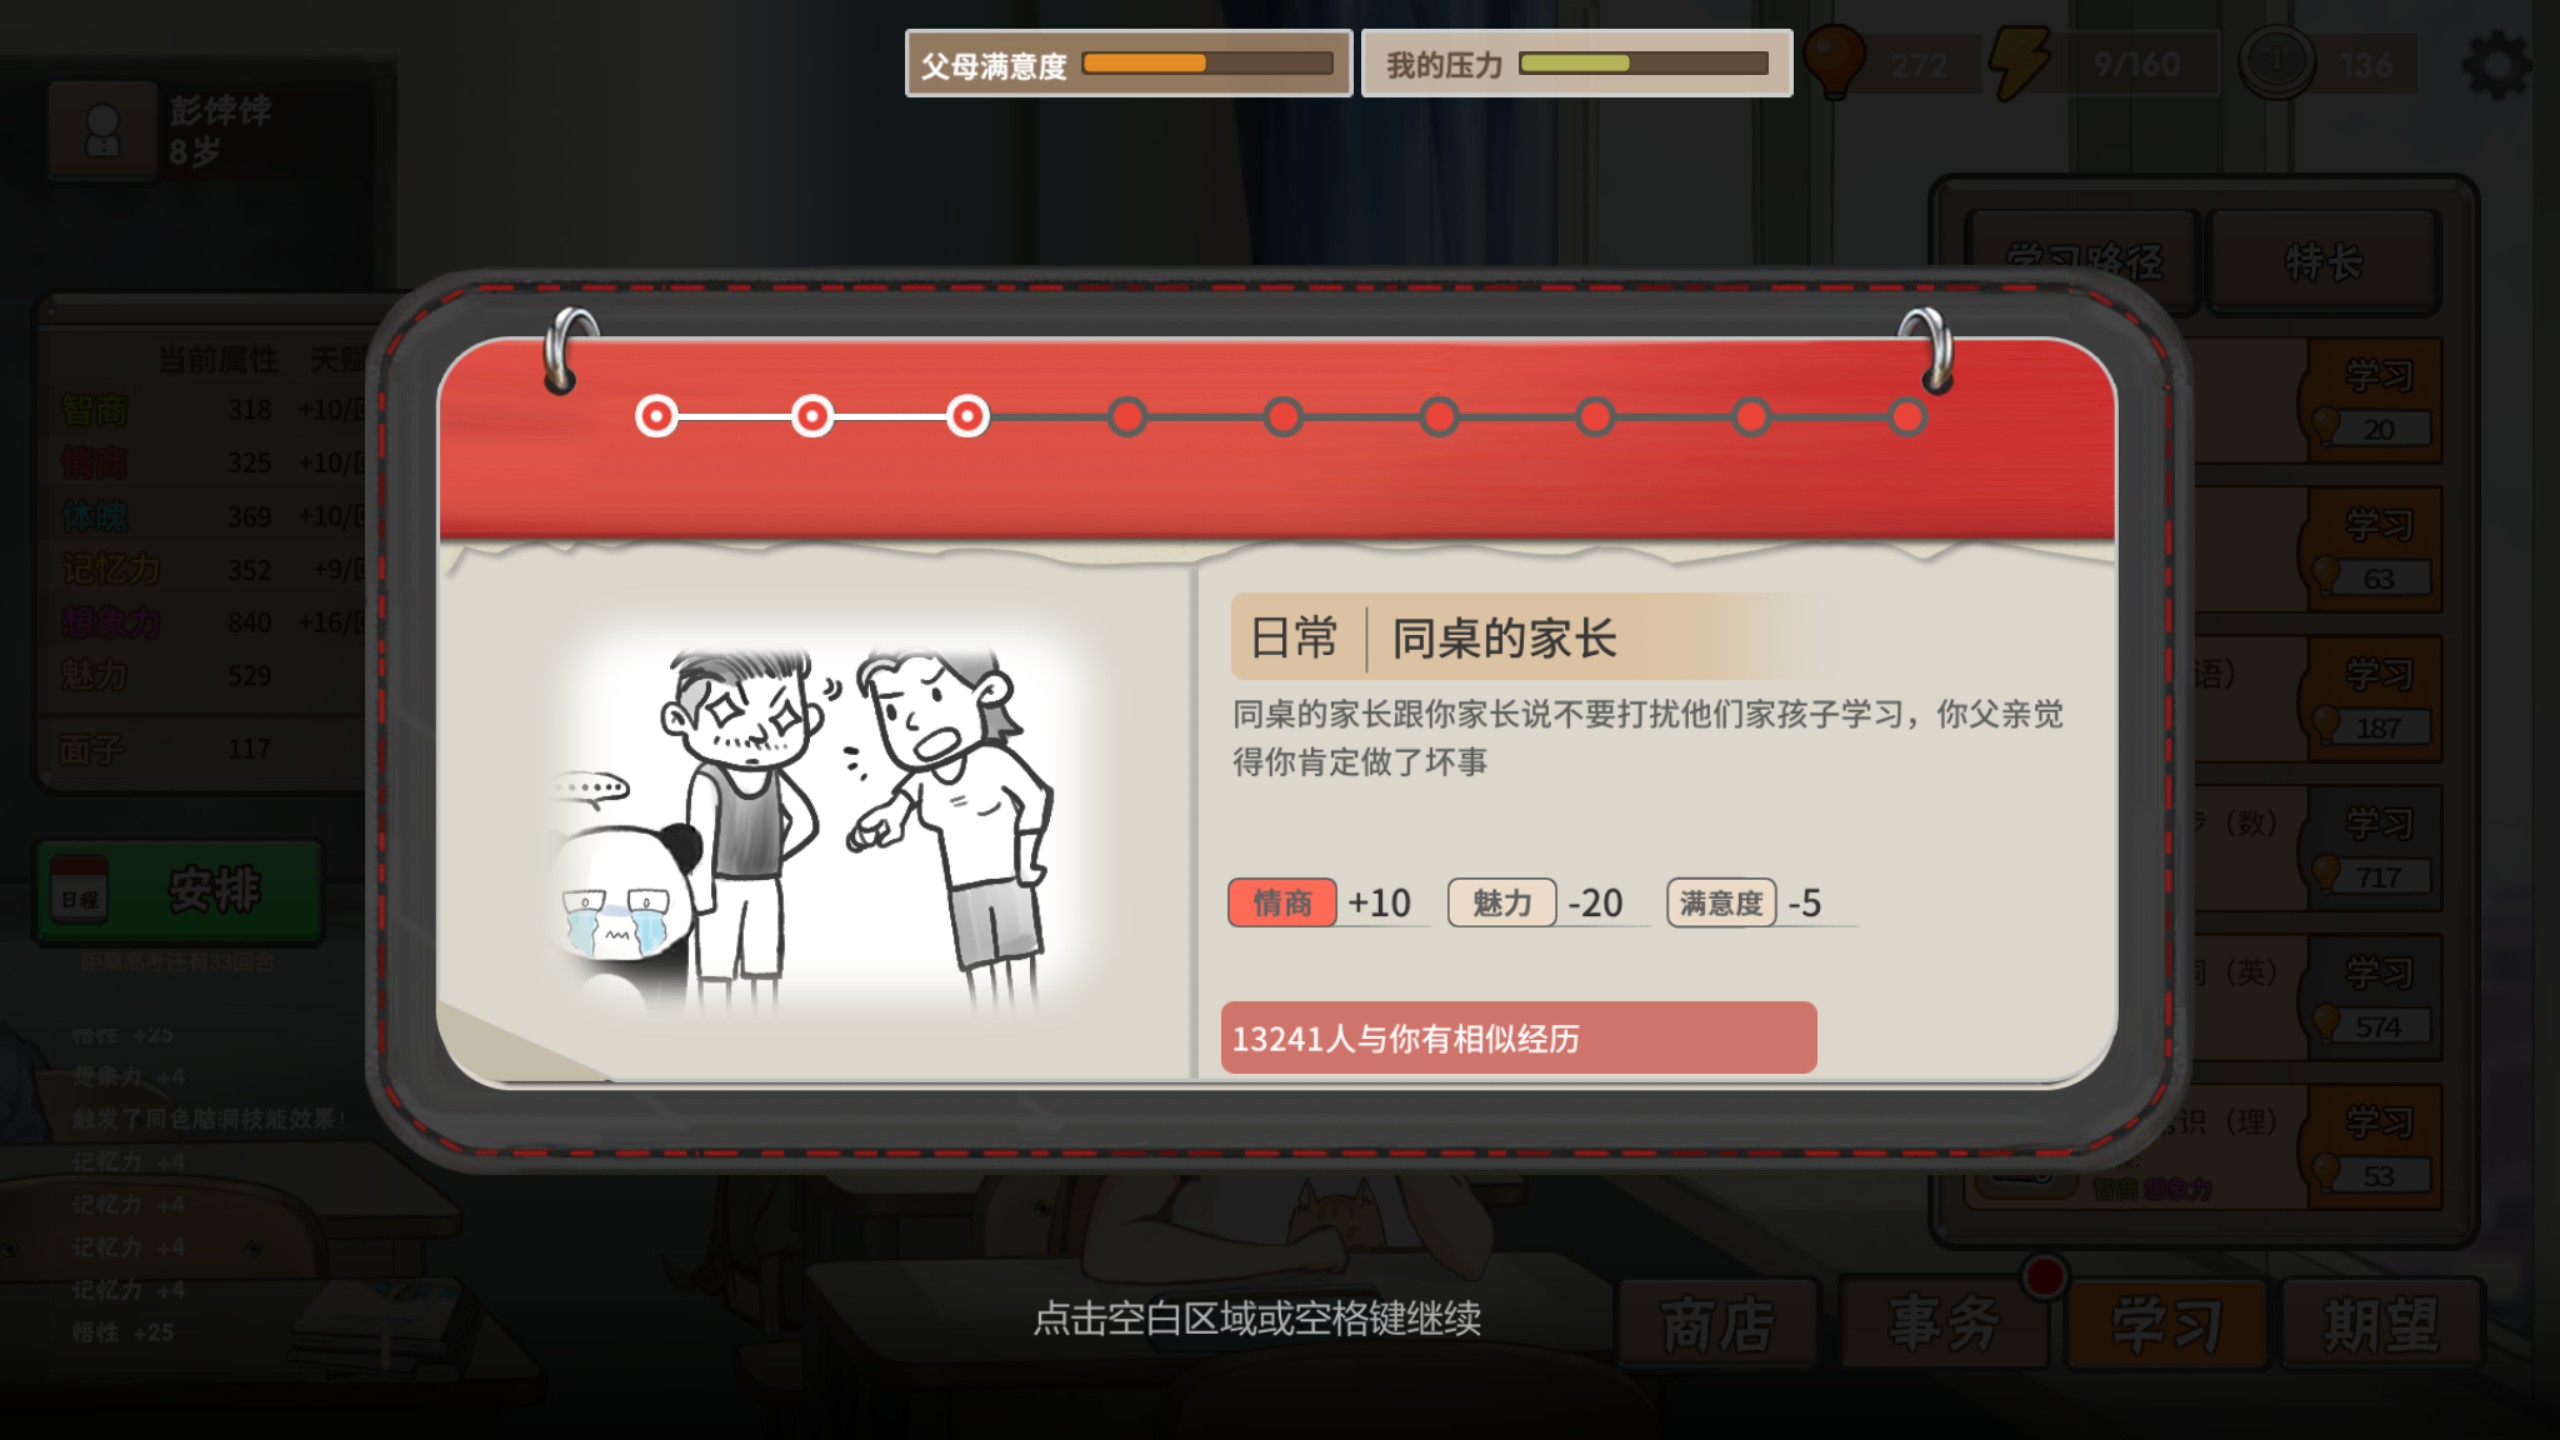 父母满意度
我的压力
272
9/160
136
彭饽饽
8岁
学习路径
特长
当前属性 天赋
智商 318 +10/回
情商 325 +10/回
体魄 369 +10/回
记忆力 352 +9/回
想象力 840 +16/回
魅力 529
面子 117
日程 安排
距离高考还有33回合
悟性 +25
想象力 +4
触发了同色脑洞技能效果！
记忆力 +4
记忆力 +4
记忆力 +4
记忆力 +4
悟性 +25
日常 同桌的家长
同桌的家长跟你家长说不要打扰他们家孩子学习，你父亲觉
得你肯定做了坏事
情商 +10 魅力 -20 满意度 -5
13241人与你有相似经历
点击空白区域或空格键继续
学习
20
学习
63
语）
学习
187
（数）
学习
717
（英）
学习
574
识（理）
学习
53
智商 想象力
商店
事务
学习
期望